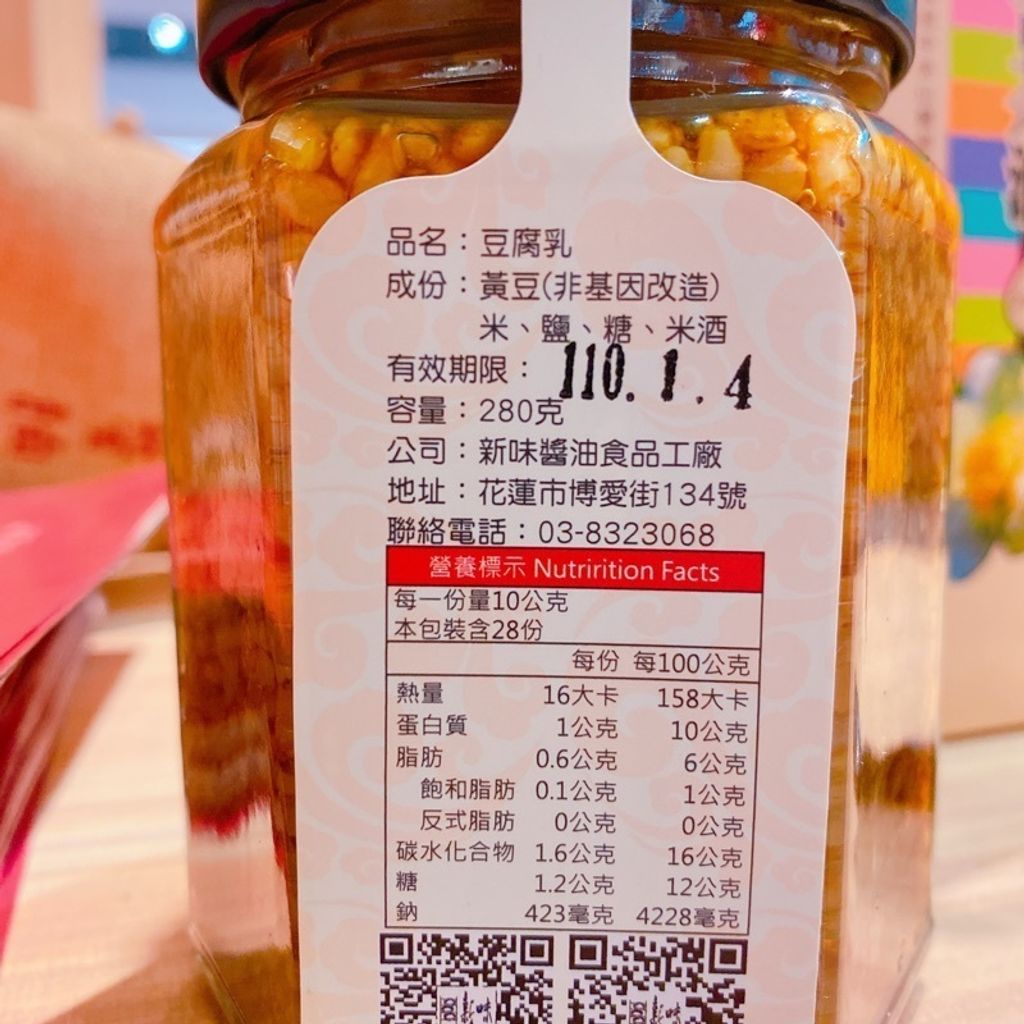 品名：豆腐乳
成份：黃豆(非基因改造)
米、鹽、糖、米酒
有效期限：110.1.4
容量：280克
公司：新味醬油食品工廠
地址：花蓮市博愛街134號
聯絡電話：03-8323068
營養標示 Nutrirition Facts
每一份量10公克
本包裝含28份
每份 每100公克
熱量 16大卡 158大卡
蛋白質 1公克 10公克
脂肪 0.6公克 6公克
飽和脂肪 0.1公克 1公克
反式脂肪 0公克 0公克
碳水化合物 1.6公克 16公克
糖 1.2公克 12公克
鈉 423毫克 4228毫克
新味 新味